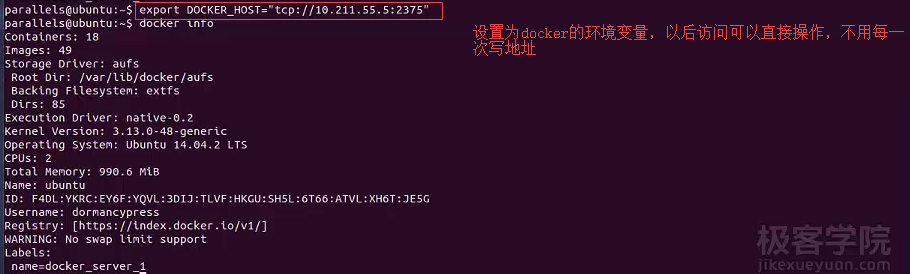 parallels@ubuntu:~$ export DOCKER_HOST="tcp://10.211.55.5:2375"
parallels@ubuntu:~$ docker info
设置为docker的环境变量，以后访问可以直接操作，不用每一
次写地址
Containers: 18
Images: 49
Storage Driver: aufs
 Root Dir: /var/lib/docker/aufs
 Backing Filesystem: extfs
 Dirs: 85
Execution Driver: native-0.2
Kernel Version: 3.13.0-48-generic
Operating System: Ubuntu 14.04.2 LTS
CPUs: 2
Total Memory: 990.6 MiB
Name: ubuntu
ID: F4DL:YKRC:EY6F:YQVL:3DIJ:TLVF:HKGU:SH5L:6T66:ATVL:XH6T:JE5G
Username: dormancypress
Registry: [https://index.docker.io/v1/]
WARNING: No swap limit support
Labels:
 name=docker_server_1
极客学院
jikexueyuan.com